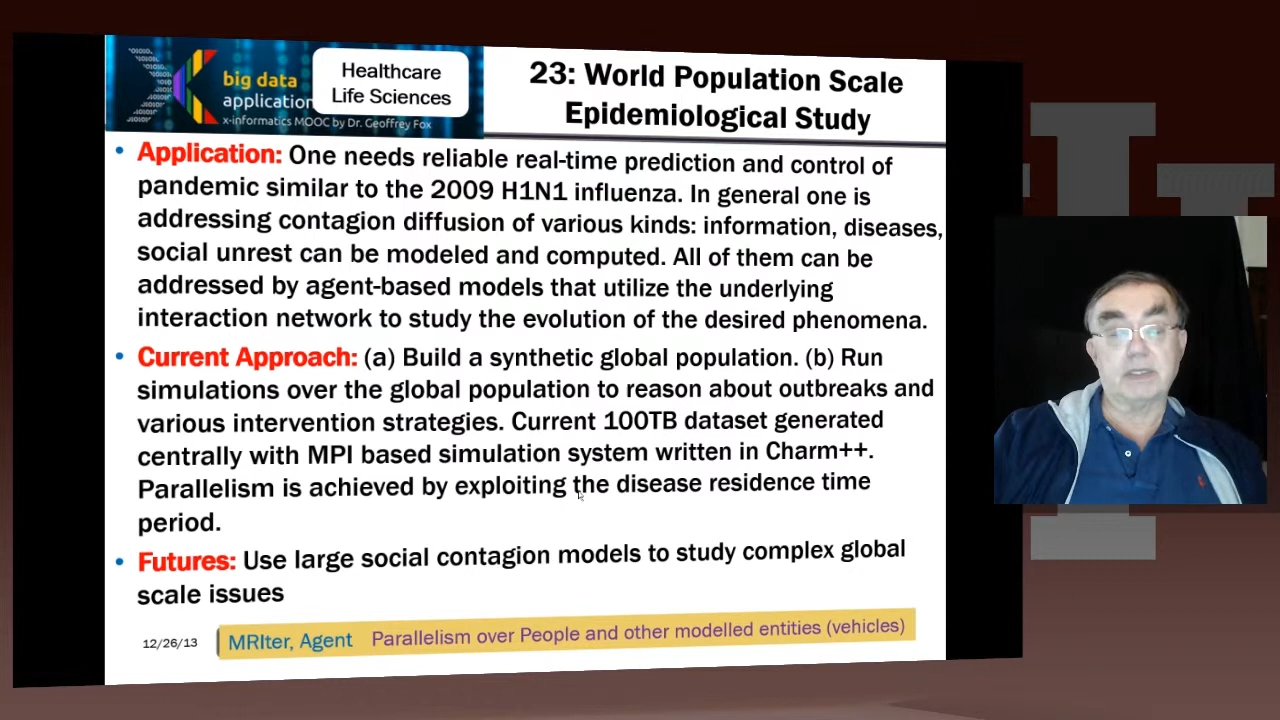 big data
application
x-informatics MOOC by Dr. Geoffrey Fox
Healthcare
Life Sciences
23: World Population Scale
Epidemiological Study
• Application: One needs reliable real-time prediction and control of
pandemic similar to the 2009 H1N1 influenza. In general one is
addressing contagion diffusion of various kinds: information, diseases,
social unrest can be modeled and computed. All of them can be
addressed by agent-based models that utilize the underlying
interaction network to study the evolution of the desired phenomena.
• Current Approach: (a) Build a synthetic global population. (b) Run
simulations over the global population to reason about outbreaks and
various intervention strategies. Current 100TB dataset generated
centrally with MPI based simulation system written in Charm++.
Parallelism is achieved by exploiting the disease residence time
period.
• Futures: Use large social contagion models to study complex global
scale issues
12/26/13
MRIter, Agent Parallelism over People and other modelled entities (vehicles)